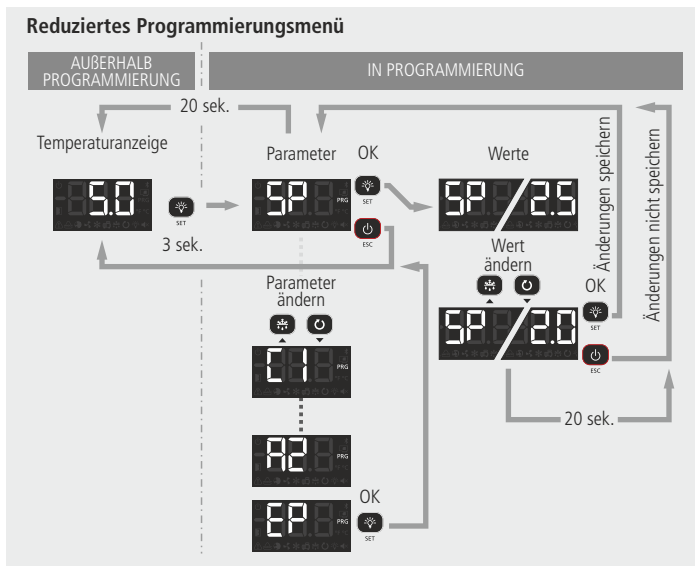 Reduziertes Programmierungsmenü
AUßERHALB
PROGRAMMIERUNG
IN PROGRAMMIERUNG
20 sek.
Temperaturanzeige
Parameter
OK
Werte
5.0
SET
SP
PRG
SET
SP
2.5
3 sek.
ESC
Wert
ändern
OK
Parameter
ändern
SP
2.0
SET
ESC
Änderungen speichern
Änderungen nicht speichern
C1
PRG
20 sek.
A2
PRG
EP
PRG
OK
SET